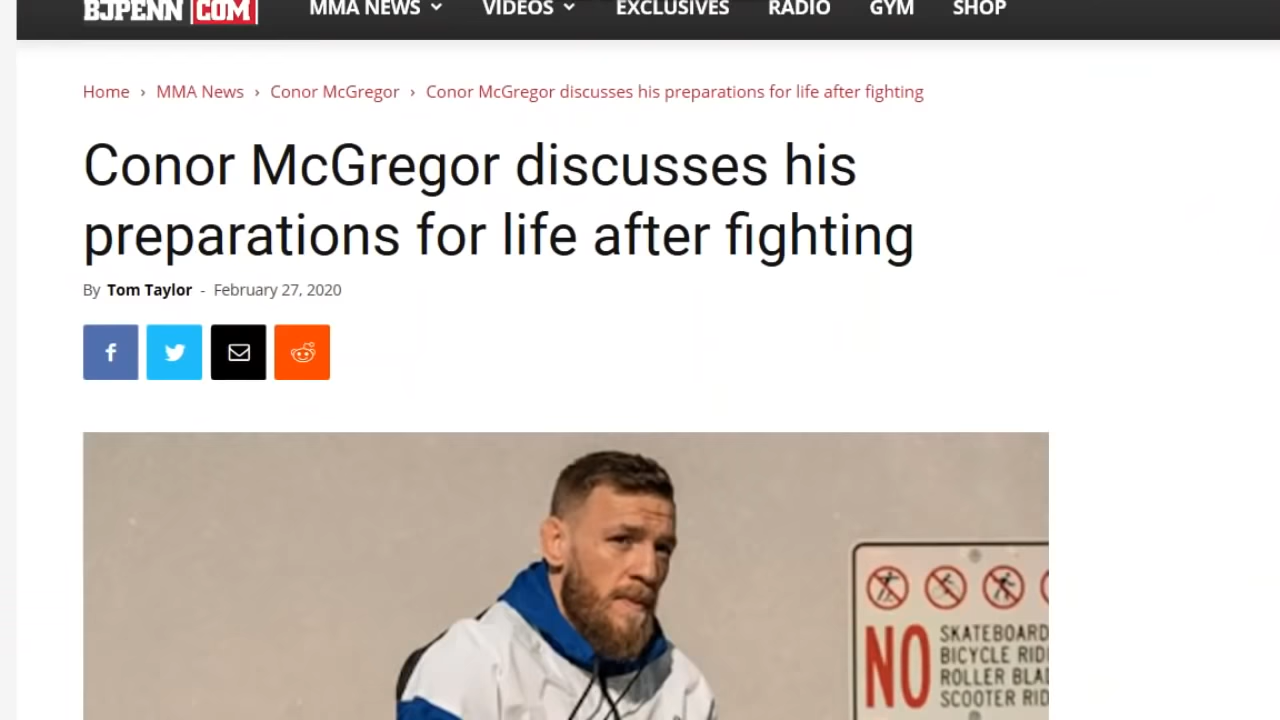 BJPENN COM MMA NEWS VIDEOS EXCLUSIVES RADIO GYM SHOP
Home › MMA News › Conor McGregor › Conor McGregor discusses his preparations for life after fighting
Conor McGregor discusses his
preparations for life after fighting
By Tom Taylor - February 27, 2020
NO
SKATEBOARD
BICYCLE RID
ROLLER BLA
SCOOTER RID